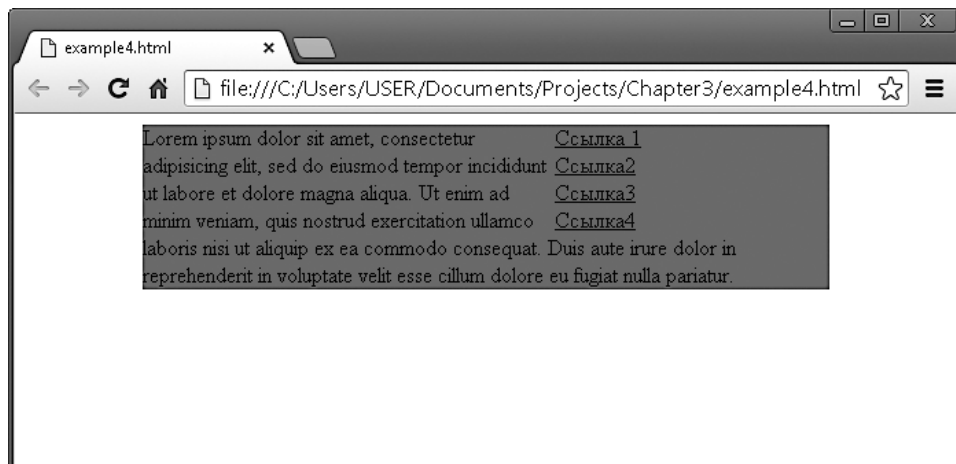 example4.html
file:///C:/Users/USER/Documents/Projects/Chapter3/example4.html
Lorem ipsum dolor sit amet, consectetur Ссылка 1
adipisicing elit, sed do eiusmod tempor incididunt Ссылка2
ut labore et dolore magna aliqua. Ut enim ad Ссылка3
minim veniam, quis nostrud exercitation ullamco Ссылка4
laboris nisi ut aliquip ex ea commodo consequat. Duis aute irure dolor in
reprehenderit in voluptate velit esse cillum dolore eu fugiat nulla pariatur.